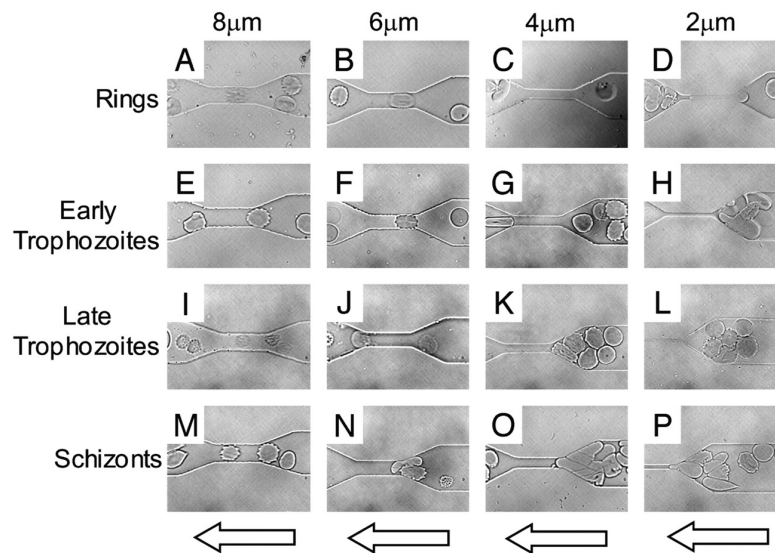 8μm 6μm 4μm 2μm
Rings A B C D
Early Trophozoites E F G H
Late Trophozoites I J K L
Schizonts M N O P